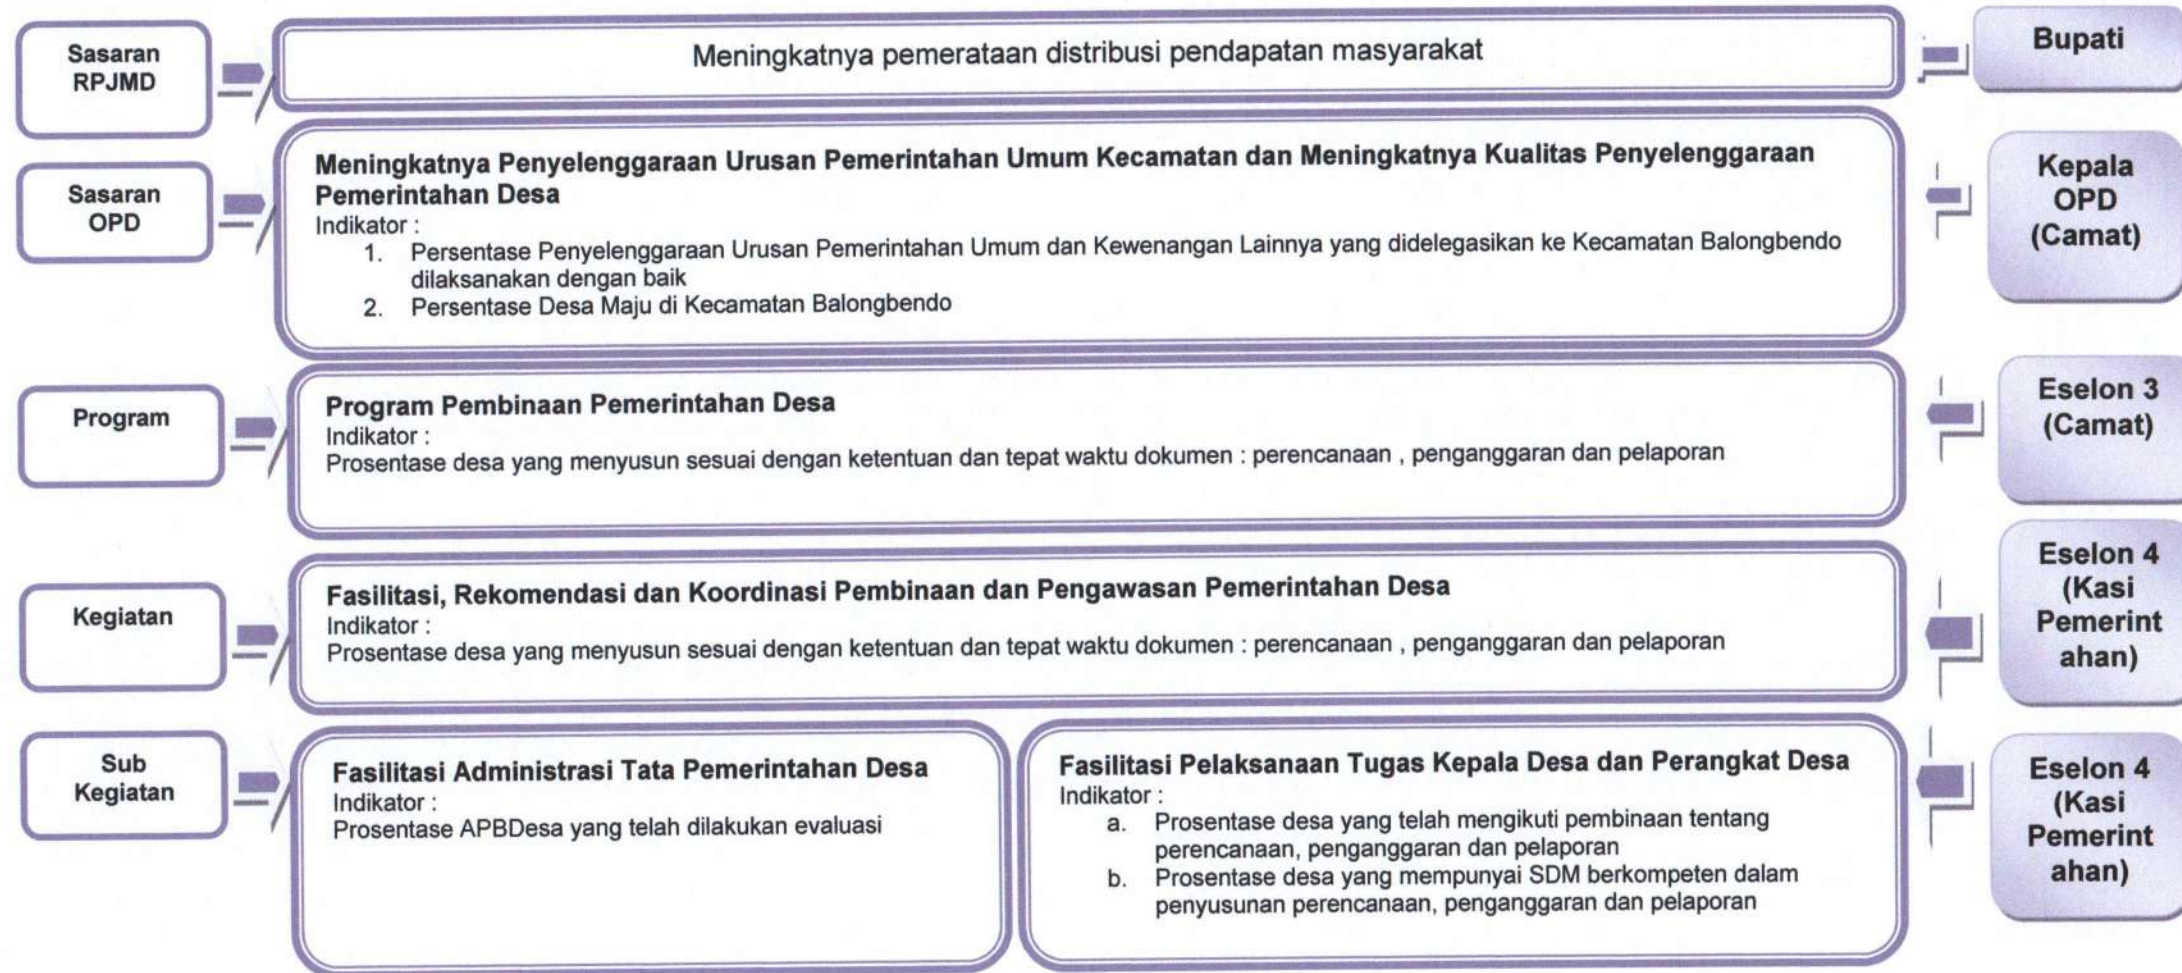 Sasaran
RPJMD
Meningkatnya pemerataan distribusi pendapatan masyarakat
Bupati
Sasaran
OPD
Meningkatnya Penyelenggaraan Urusan Pemerintahan Umum Kecamatan dan Meningkatnya Kualitas Penyelenggaraan
Pemerintahan Desa
Indikator :
1. Persentase Penyelenggaraan Urusan Pemerintahan Umum dan Kewenangan Lainnya yang didelegasikan ke Kecamatan Balongbendo
dilaksanakan dengan baik
2. Persentase Desa Maju di Kecamatan Balongbendo
Kepala
OPD
(Camat)
Program
Program Pembinaan Pemerintahan Desa
Indikator :
Prosentase desa yang menyusun sesuai dengan ketentuan dan tepat waktu dokumen : perencanaan , penganggaran dan pelaporan
Eselon 3
(Camat)
Kegiatan
Fasilitasi, Rekomendasi dan Koordinasi Pembinaan dan Pengawasan Pemerintahan Desa
Indikator :
Prosentase desa yang menyusun sesuai dengan ketentuan dan tepat waktu dokumen : perencanaan , penganggaran dan pelaporan
Eselon 4
(Kasi
Pemerint
ahan)
Sub
Kegiatan
Fasilitasi Administrasi Tata Pemerintahan Desa
Indikator :
Prosentase APBDesa yang telah dilakukan evaluasi
Fasilitasi Pelaksanaan Tugas Kepala Desa dan Perangkat Desa
Indikator :
a. Prosentase desa yang telah mengikuti pembinaan tentang
perencanaan, penganggaran dan pelaporan
b. Prosentase desa yang mempunyai SDM berkompeten dalam
penyusunan perencanaan, penganggaran dan pelaporan
Eselon 4
(Kasi
Pemerint
ahan)